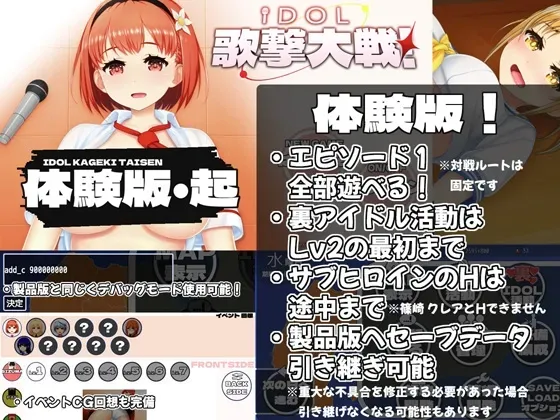 iDOL
歌撃大戦!
IDOL KAGEKI TAISEN
体験版・起
体験版！
・エピソード１
全部遊べる！
※対戦ルートは
固定です
・裏アイドル活動は
Lv2の最初まで
・サブヒロインのHは
途中まで
※篠崎 クレアとHできません
・製品版へセーブデータ
引き継ぎ可能
※重大な不具合を修正する必要があった場合
引き継げなくなる可能性もあります
add_c 900000000
・製品版と同じくデバッグモード使用可能！
決定
イベント回想
FRONTSIDE
BACK
SIDE
・イベントCG回想も完備